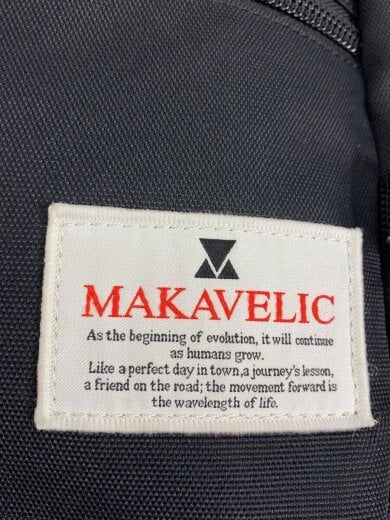 MAKAVELIC
As the beginning of evolution, it will continue
as humans grow.
Like a perfect day in town, a journey's lesson,
a friend on the road; the movement forward is
the wavelength of life.